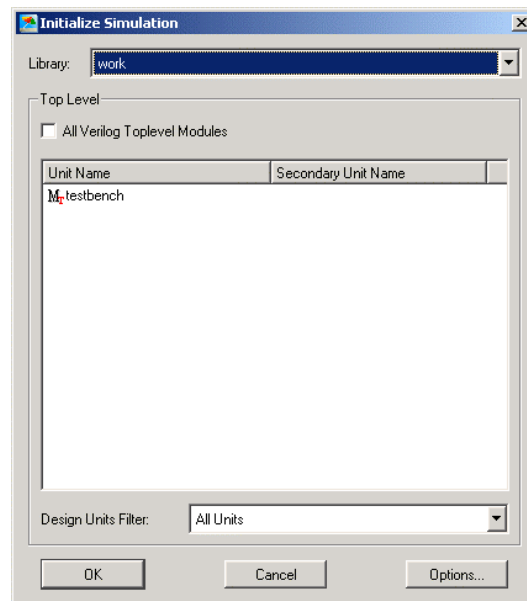 Initialize Simulation
Library: work
Top Level
All Verilog Toplevel Modules
Unit Name Secondary Unit Name
MT testbench
Design Units Filter: All Units
OK Cancel Options...